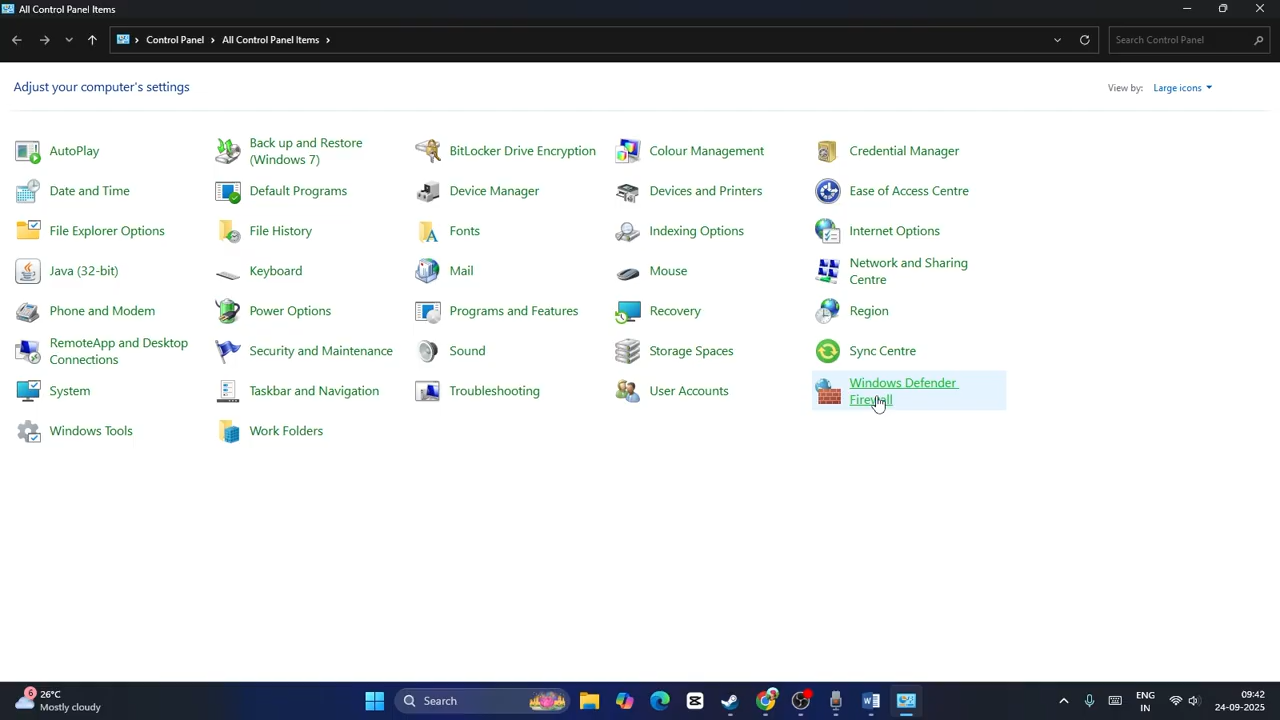 All Control Panel Items
Control Panel > All Control Panel Items >
Search Control Panel
Adjust your computer's settings
View by: Large icons
AutoPlay
Back up and Restore
(Windows 7)
BitLocker Drive Encryption
Colour Management
Credential Manager
Date and Time
Default Programs
Device Manager
Devices and Printers
Ease of Access Centre
File Explorer Options
File History
Fonts
Indexing Options
Internet Options
Java (32-bit)
Keyboard
Mail
Mouse
Network and Sharing
Centre
Phone and Modem
Power Options
Programs and Features
Recovery
Region
RemoteApp and Desktop
Connections
Security and Maintenance
Sound
Storage Spaces
Sync Centre
System
Taskbar and Navigation
Troubleshooting
User Accounts
Windows Defender
Firewall
Windows Tools
Work Folders
6
26°C
Mostly cloudy
Search
ENG
IN
09:42
24-09-2025